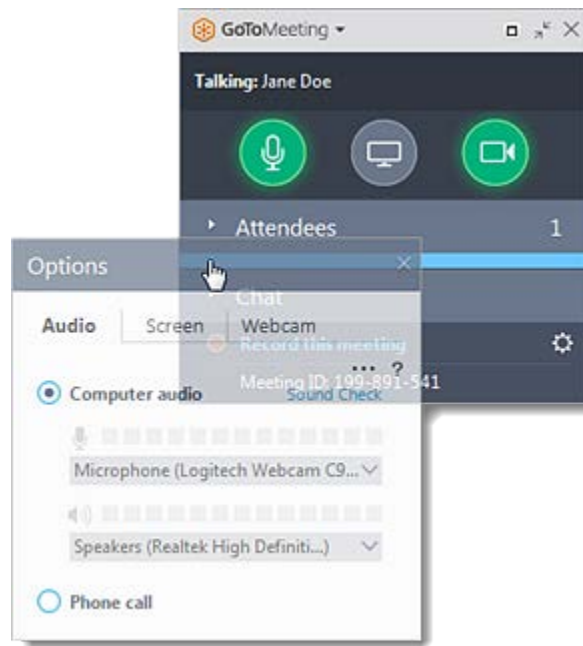 GoToMeeting
Talking: Jane Doe
Attendees 1
Options
Chat
Audio Screen Webcam
Record this meeting
... ?
Meeting ID: 199-891-541
Computer audio Sound Check
Microphone (Logitech Webcam C9...
Speakers (Realtek High Definiti...)
Phone call